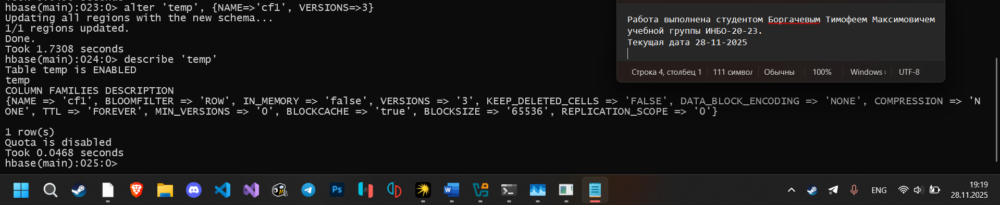 hbase(main):023:0> alter 'temp', {NAME=>'cf1', VERSIONS=>3}
Updating all regions with the new schema...
1/1 regions updated.
Done.
Took 1.7308 seconds
hbase(main):024:0> describe 'temp'
Table temp is ENABLED
temp
COLUMN FAMILIES DESCRIPTION
{NAME => 'cf1', BLOOMFILTER => 'ROW', IN_MEMORY => 'false', VERSIONS => '3', KEEP_DELETED_CELLS => 'FALSE', DATA_BLOCK_ENCODING => 'NONE', COMPRESSION => 'N
ONE', TTL => 'FOREVER', MIN_VERSIONS => '0', BLOCKCACHE => 'true', BLOCKSIZE => '65536', REPLICATION_SCOPE => '0'}
1 row(s)
Quota is disabled
Took 0.0468 seconds
hbase(main):025:0>
Работа выполнена студентом Боргачевым Тимофеем Максимовичем
учебной группы ИНБО-20-23.
Текущая дата 28-11-2025
Строка 4, столбец 1 111 символ Обычны 100% Windows ( UTF-8
Ps
ENG
19:19
28.11.2025